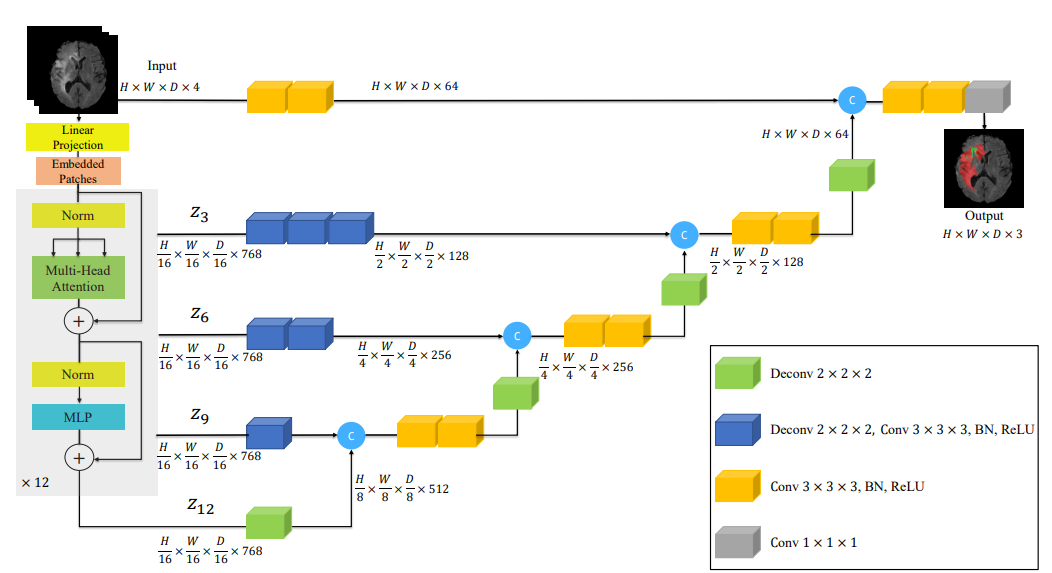 Input
H × W × D × 4
H × W × D × 64
Linear
Projection
Embedded
Patches
Norm
Multi-Head
Attention
+
Norm
MLP
+
× 12
z3
H/16 × W/16 × D/16 × 768
H/2 × W/2 × D/2 × 128
C
H/2 × W/2 × D/2 × 128
H × W × D × 64
C
Output
H × W × D × 3
z6
H/16 × W/16 × D/16 × 768
H/4 × W/4 × D/4 × 256
C
H/4 × W/4 × D/4 × 256
z9
H/16 × W/16 × D/16 × 768
C
H/8 × W/8 × D/8 × 512
z12
H/16 × W/16 × D/16 × 768
Deconv 2 × 2 × 2
Deconv 2 × 2 × 2, Conv 3 × 3 × 3, BN, ReLU
Conv 3 × 3 × 3, BN, ReLU
Conv 1 × 1 × 1